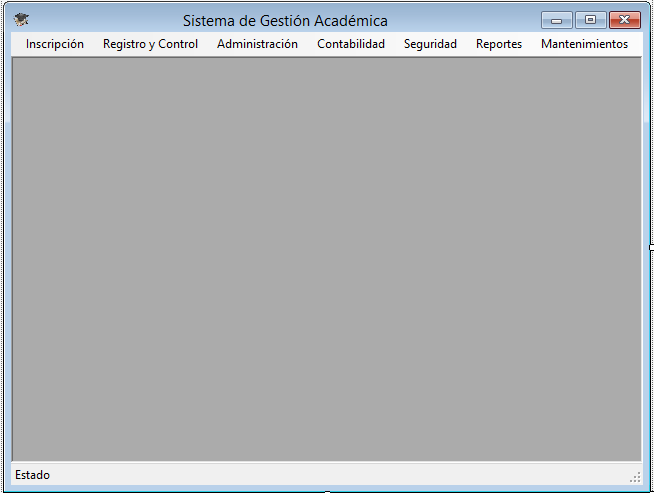 Sistema de Gestión Académica
Inscripción Registro y Control Administración Contabilidad Seguridad Reportes Mantenimientos
Estado